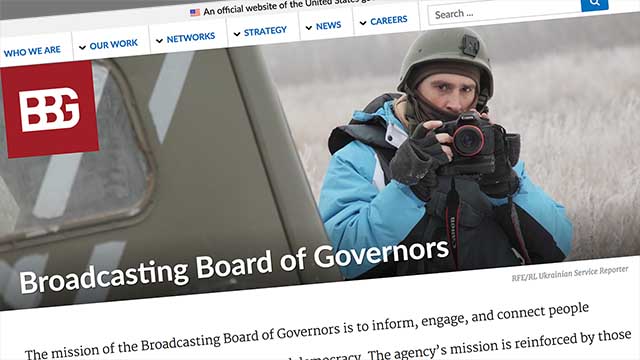 An official website of the United States
WHO WE ARE
OUR WORK
NETWORKS
STRATEGY
NEWS
CAREERS
Search ...
BBG
CANON
Broadcasting Board of Governors
RFE/RL Ukrainian Service Reporter
The mission of the Broadcasting Board of Governors is to inform, engage, and connect people
democracy. The agency's mission is reinforced by those